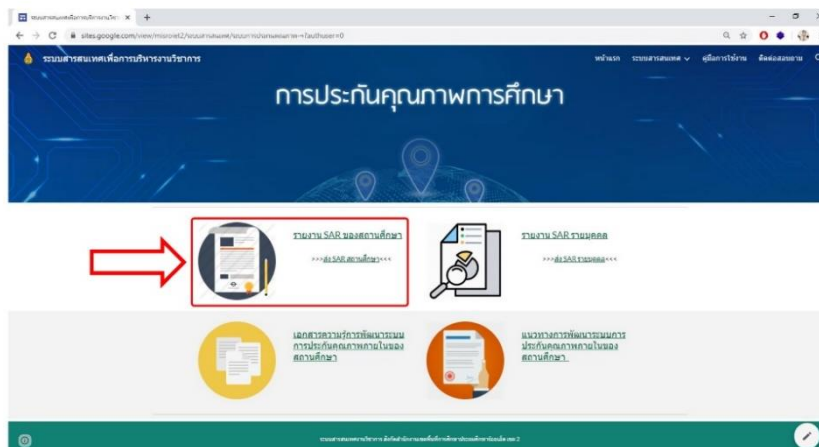 ระบบสารสนเทศเพื่อการบริหารงานวิชาการ
หน้าแรก ระบบสารสนเทศ คู่มือการใช้งาน ติดต่อสอบถาม
การประกันคุณภาพการศึกษา
รายงาน SAR ของสถานศึกษา
>>>ส่ง SAR สถานศึกษา<<<
รายงาน SAR รายบุคคล
>>>ส่ง SAR รายบุคคล<<<
เอกสารความรู้การพัฒนาระบบ
การประกันคุณภาพภายในของ
สถานศึกษา
แนวทางการพัฒนาระบบการ
ประกันคุณภาพภายในของ
สถานศึกษา